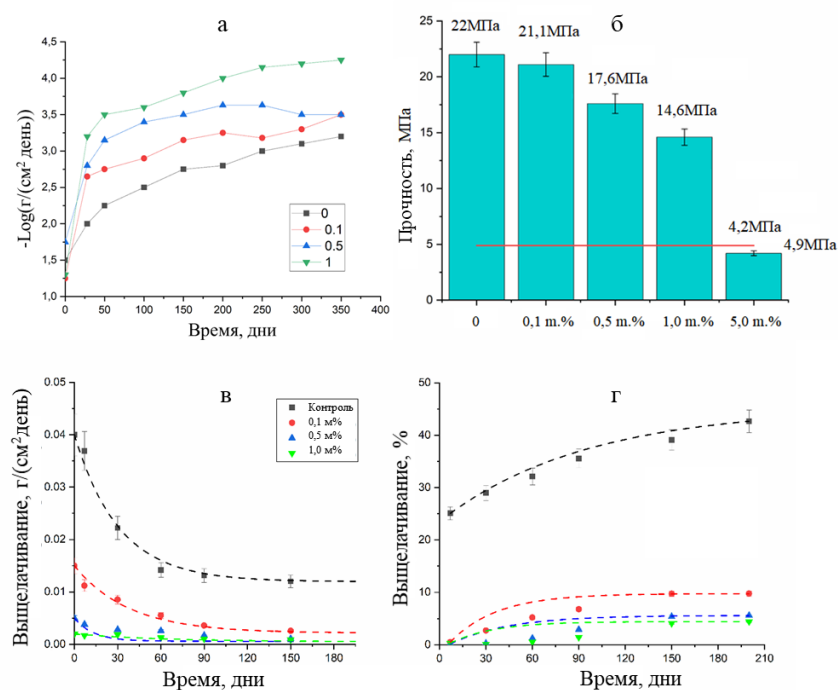 а
-Log(г/(см² день))
4,5
4,0
3,5
3,0
2,5
2,0
1,5
1,0
0
0.1
0.5
1
0 50 100 150 200 250 300 350 400
Время, дни
б
Прочность, МПа
25
20
15
10
5
0
22МПа
21,1МПа
17,6МПа
14,6МПа
4,2МПа
4,9МПа
0 0,1 m.% 0,5 m.% 1,0 m.% 5,0 m.%
в
Выщелачивание, г/(см²день)
0.05
0.04
0.03
0.02
0.01
0.00
Контроль
0,1 м%
0,5 м%
1,0 м%
0 30 60 90 120 150 180
Время, дни
г
Выщелачивание, %
50
40
30
20
10
0
0 30 60 90 120 150 180 210
Время, дни